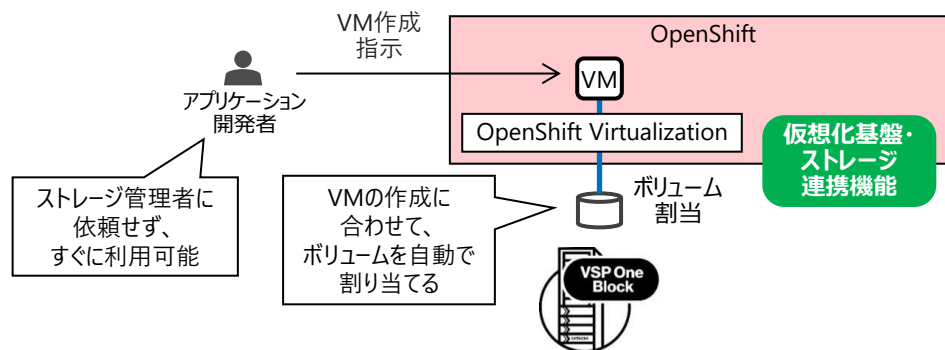 VM作成
指示
OpenShift
VM
アプリケーション
開発者
OpenShift Virtualization
仮想化基盤・
ストレージ
連携機能
ストレージ管理者に
依頼せず、
すぐに利用可能
VMの作成に
合わせて、
ボリュームを自動で
割り当てる
ボリューム
割当
VSP One
Block
HITACHI